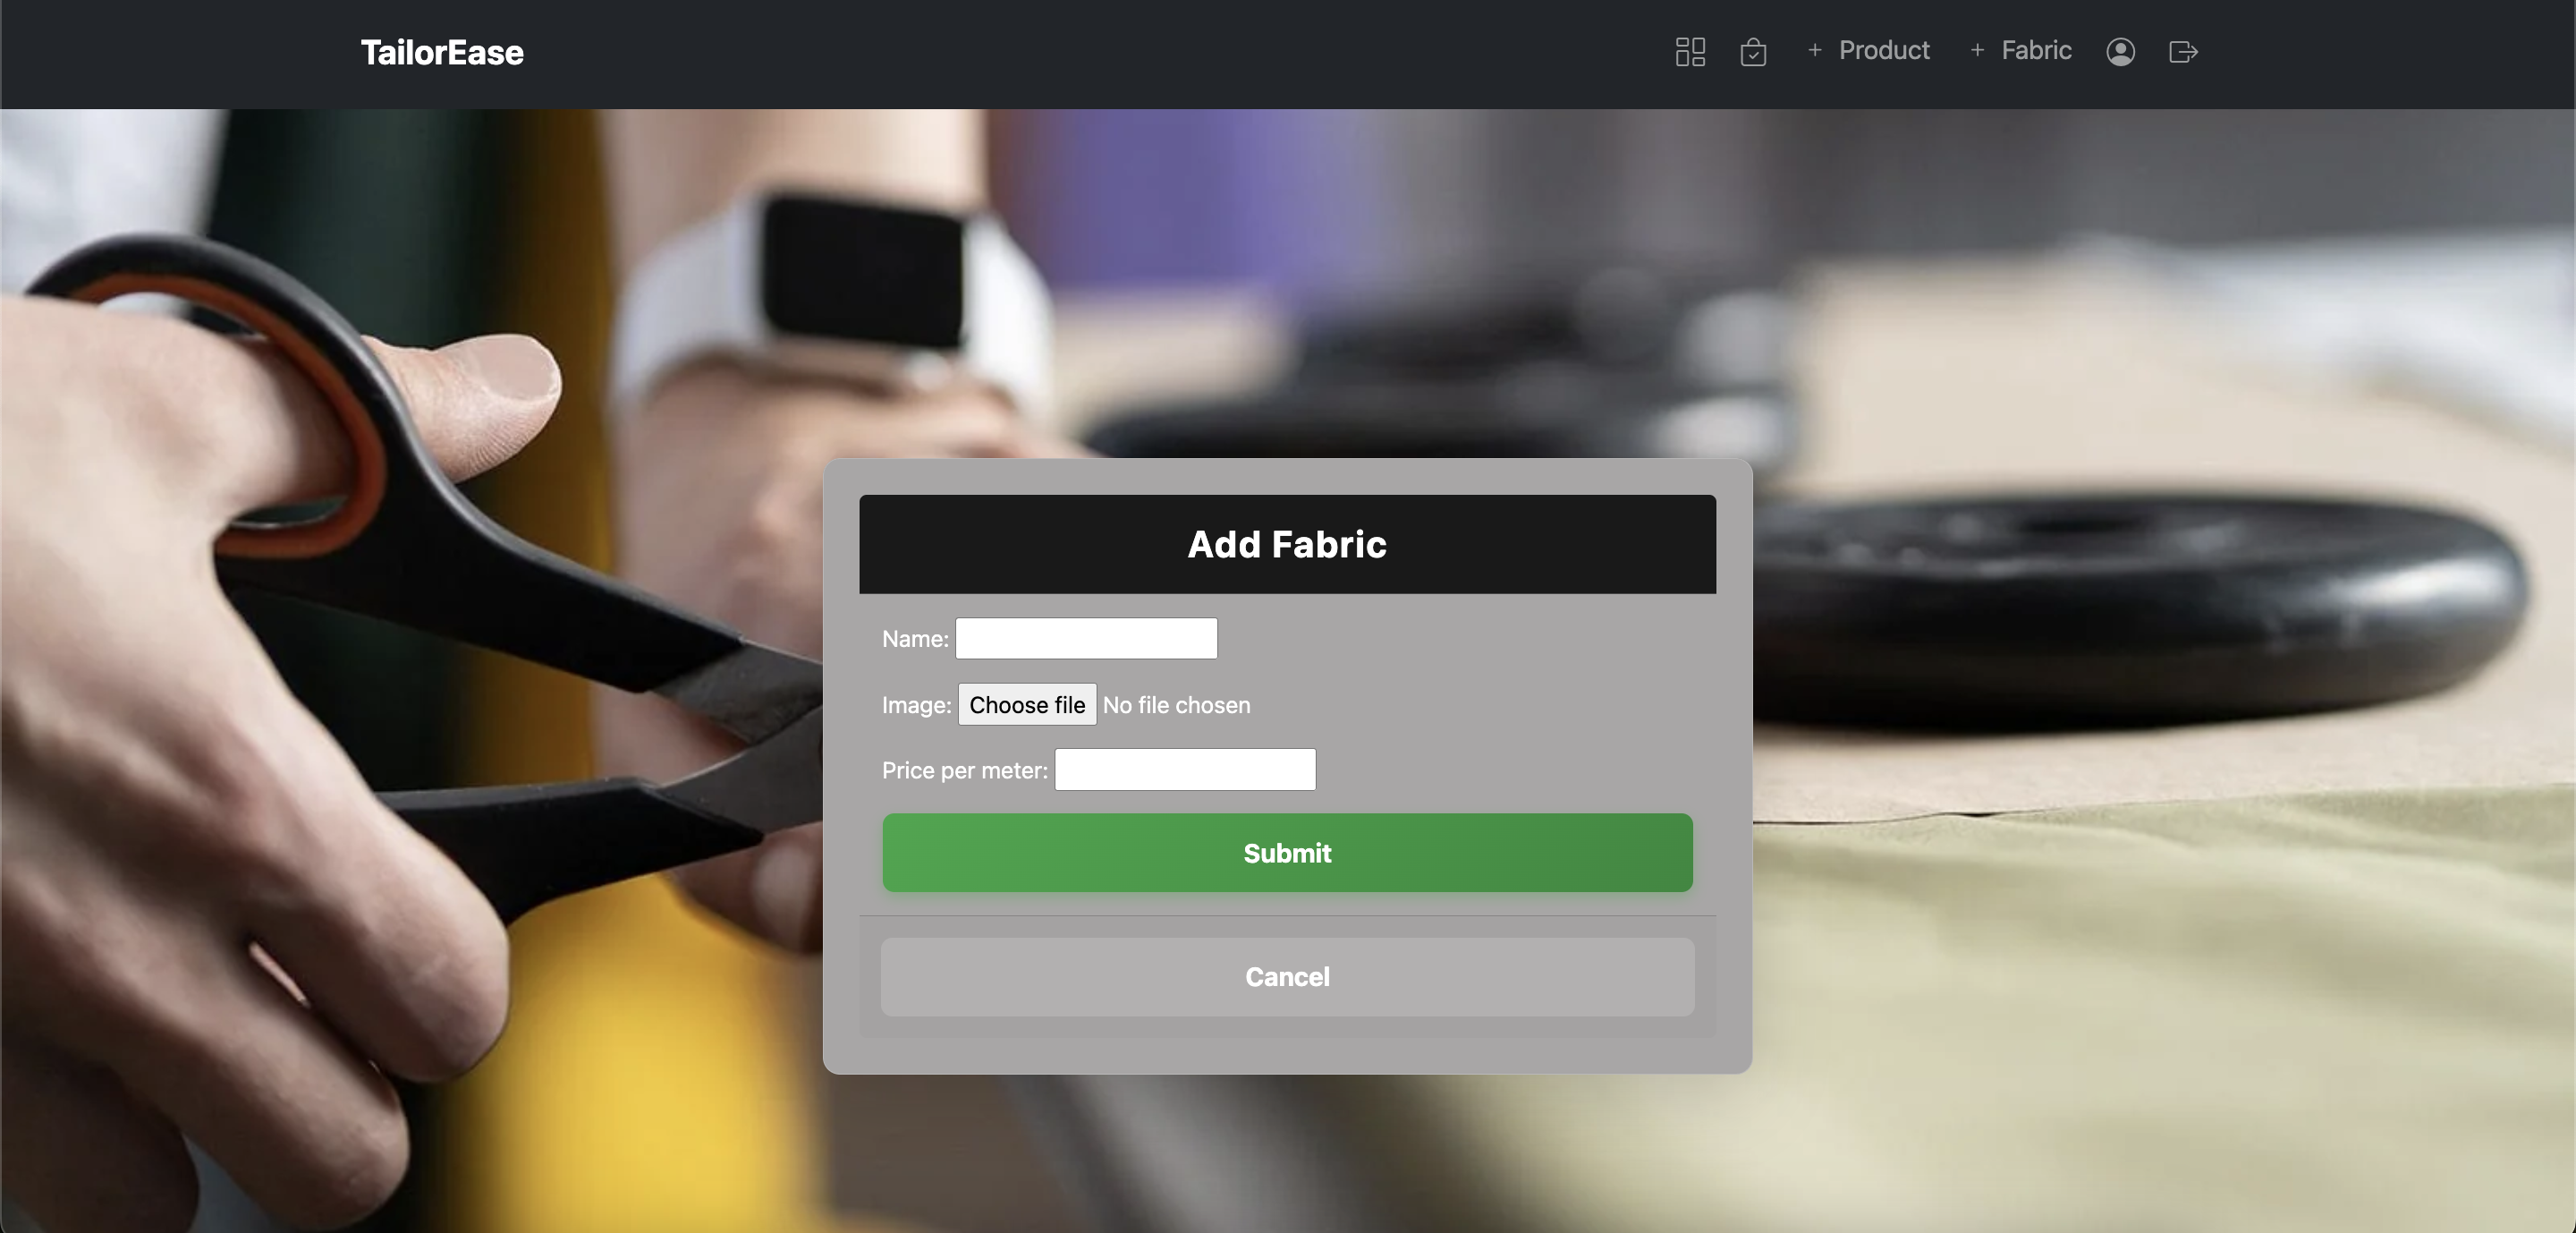 TailorEase
+ Product + Fabric
Add Fabric
Name:
Image: Choose file No file chosen
Price per meter:
Submit
Cancel